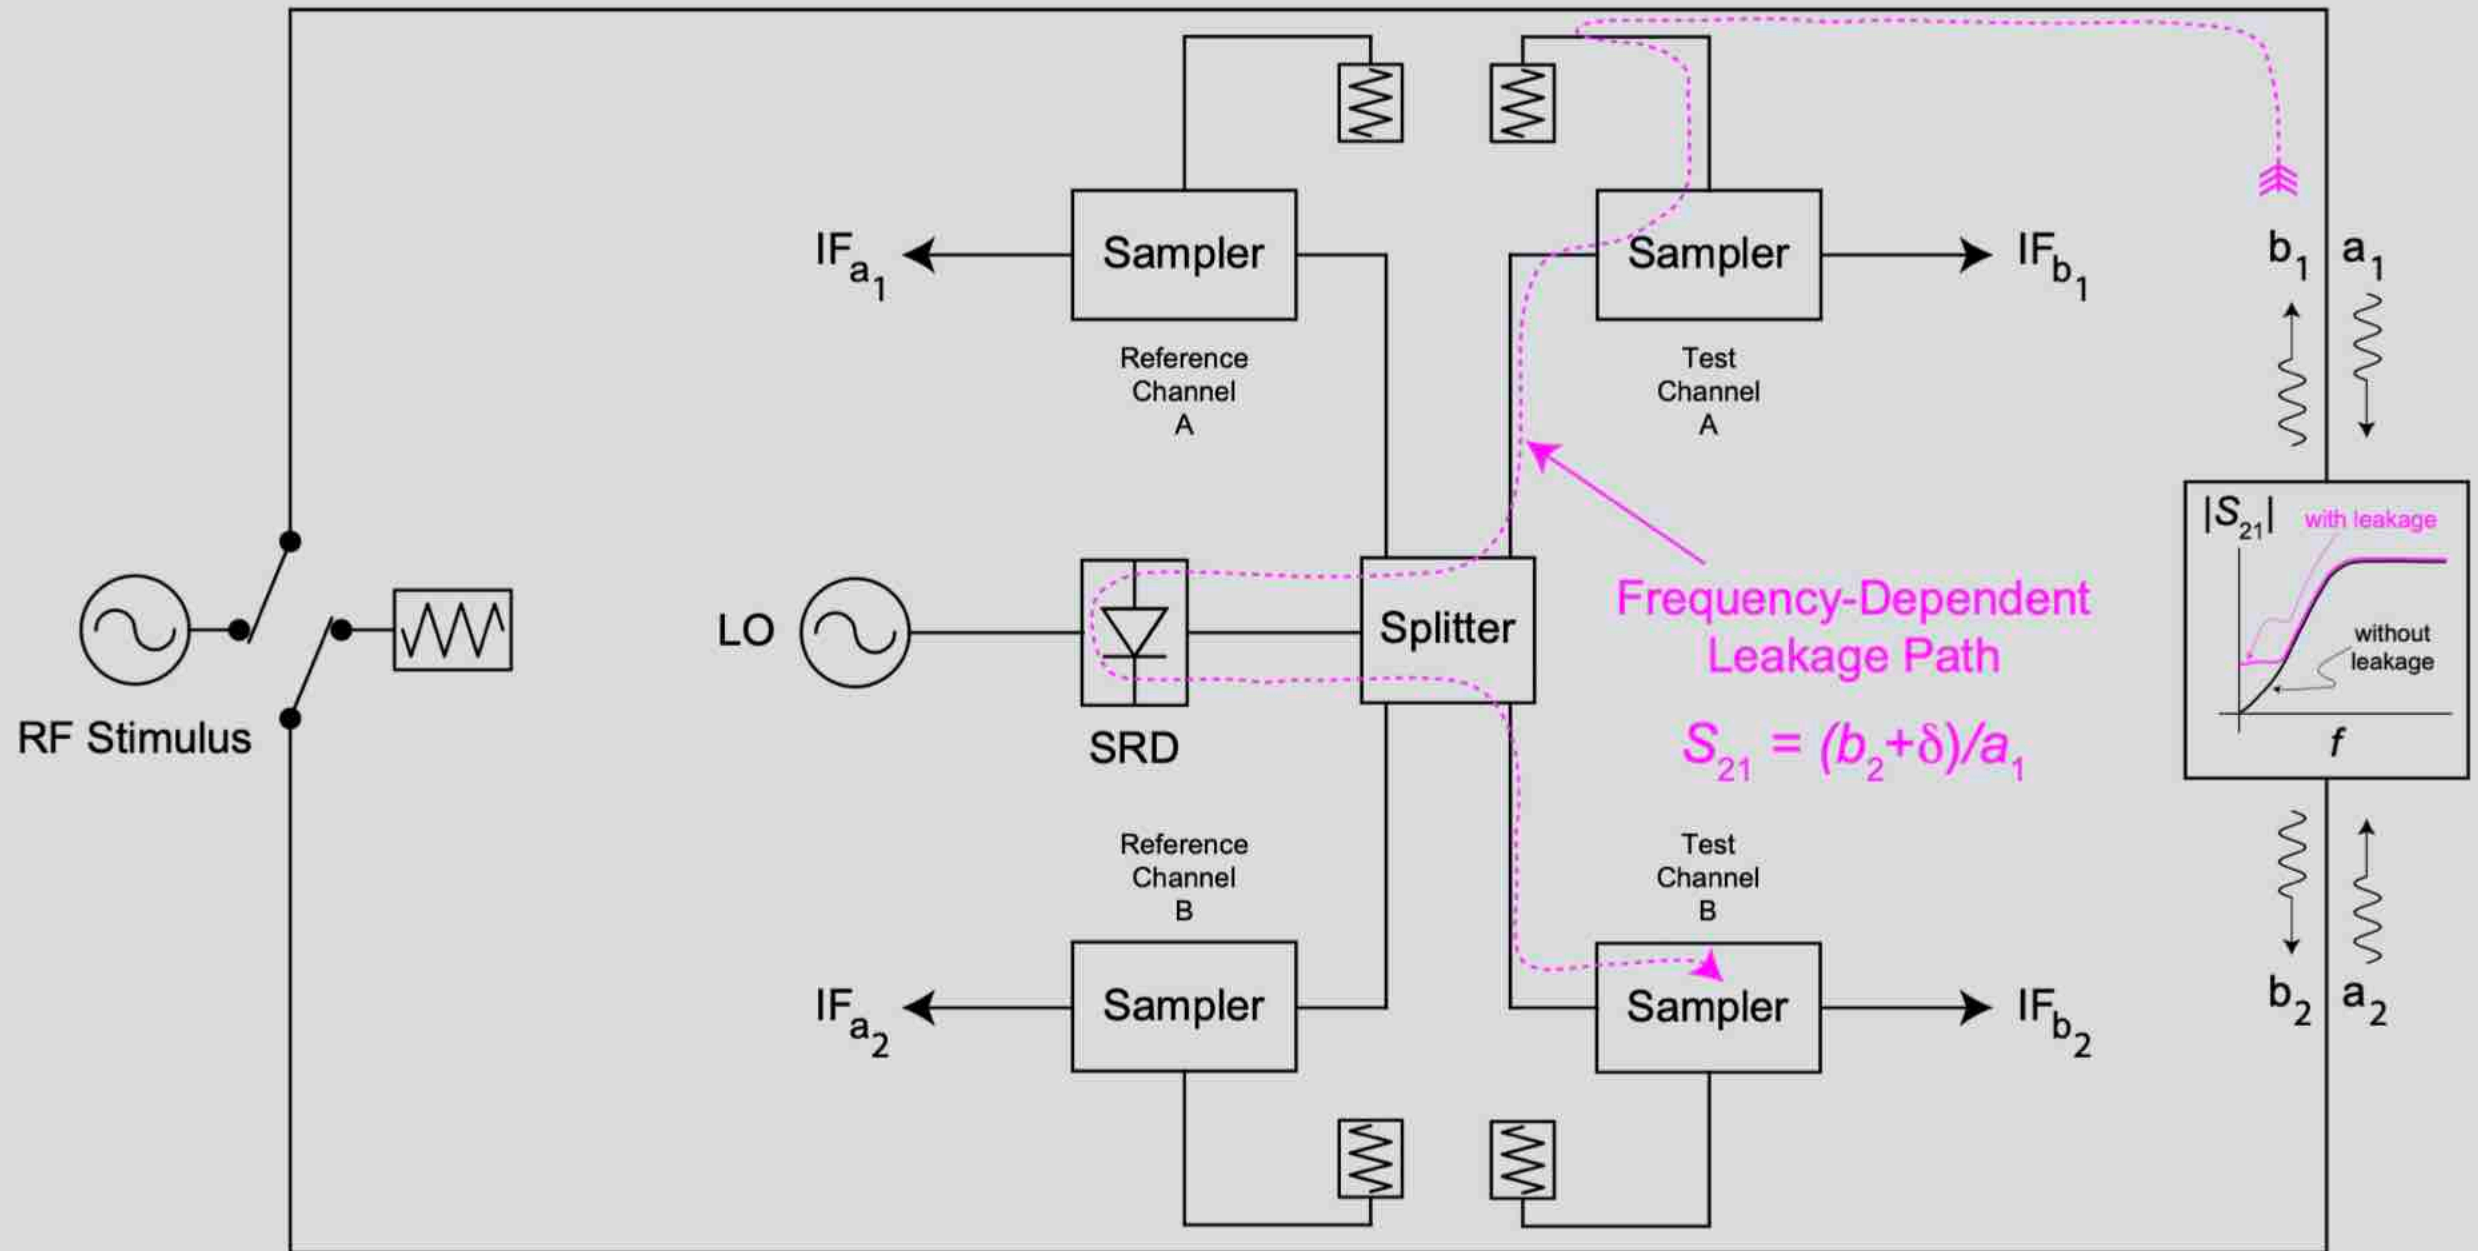 IFa1
Sampler
Sampler
IFb1
b1 a1
Reference
Channel
A
Test
Channel
A
|S21|
with leakage
without
leakage
f
RF Stimulus
LO
SRD
Splitter
Frequency-Dependent
Leakage Path
S21 = (b2+δ)/a1
Reference
Channel
B
Test
Channel
B
IFa2
Sampler
Sampler
IFb2
b2 a2